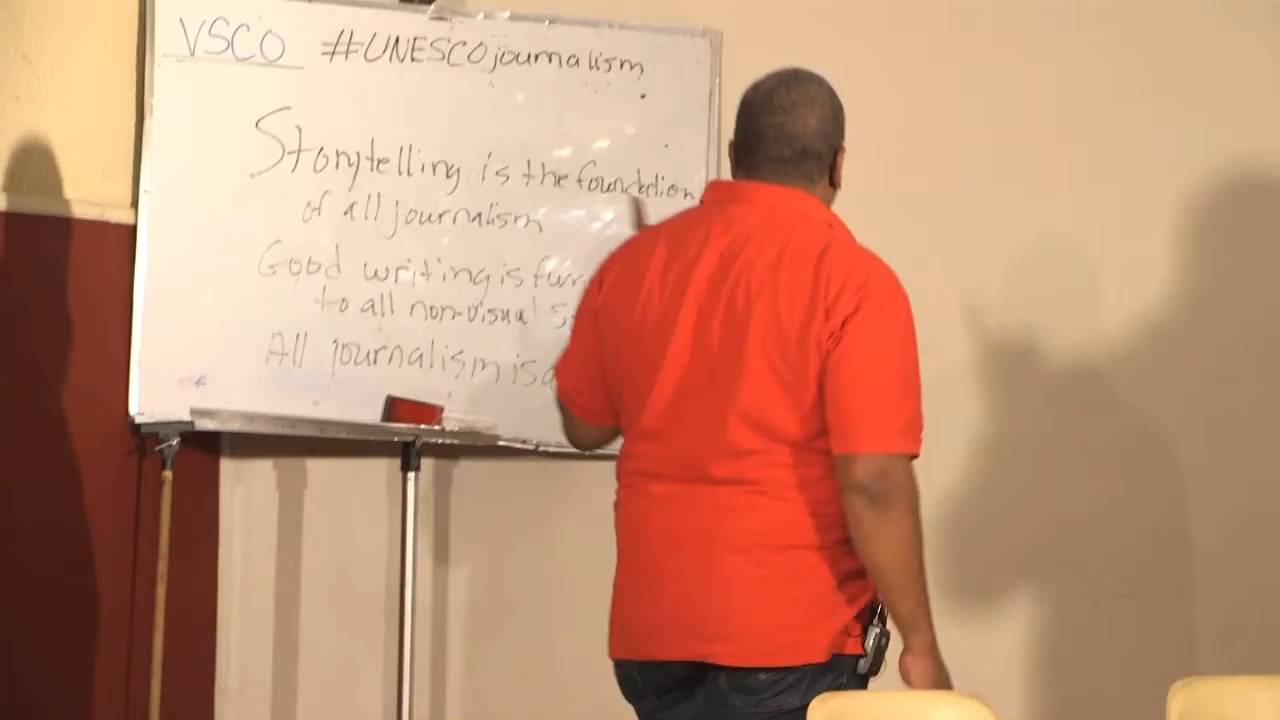 VSCO #UNESCOjournalism
Storytelling is the foundation
of all journalism
Good writing is
to all non-visual
All journalism is